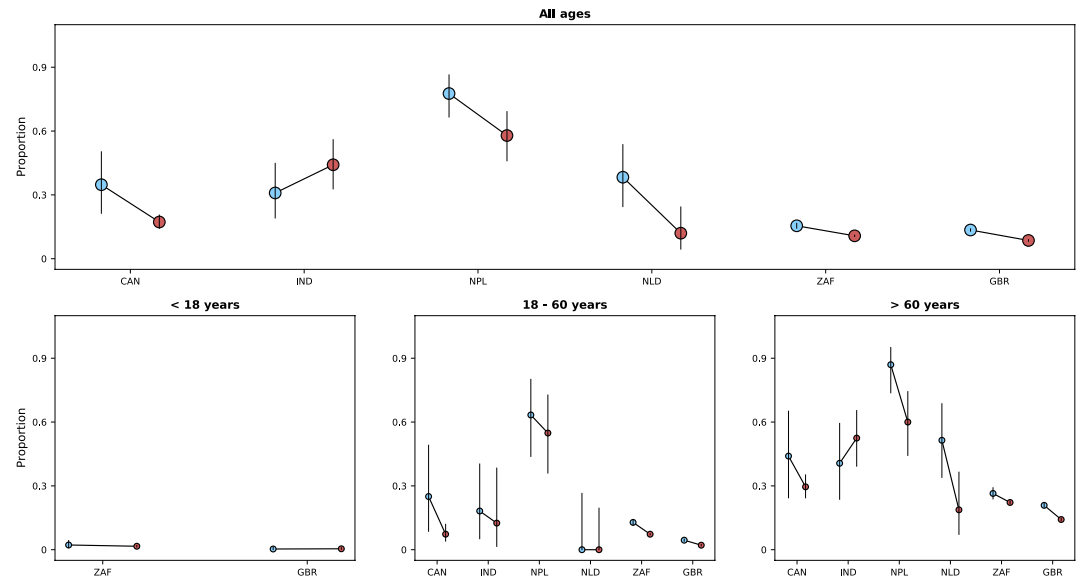 All ages
Proportion
0.9
0.6
0.3
0
CAN IND NPL NLD ZAF GBR
< 18 years
Proportion
0.9
0.6
0.3
0
ZAF GBR
18 - 60 years
0.9
0.6
0.3
0
CAN IND NPL NLD ZAF GBR
> 60 years
0.9
0.6
0.3
0
CAN IND NPL NLD ZAF GBR